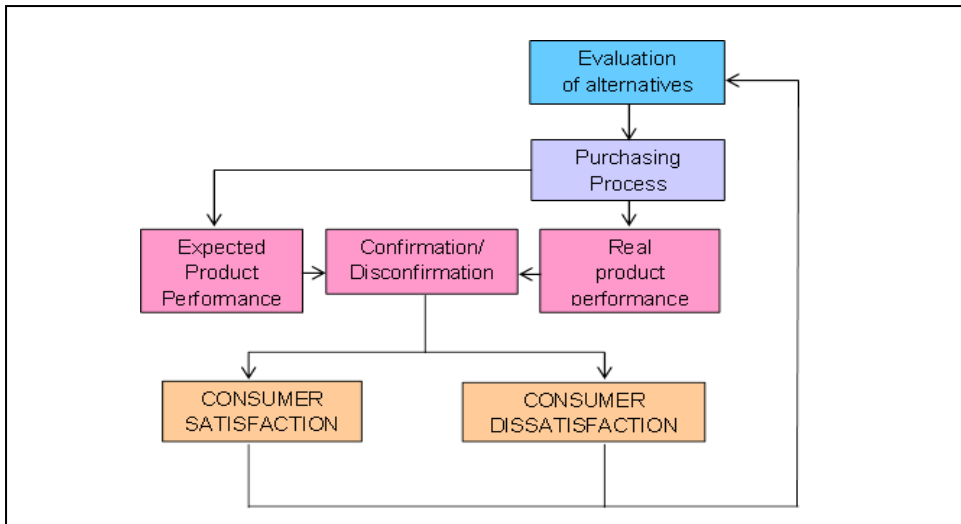 Evaluation
of alternatives
Purchasing
Process
Expected
Product
Performance
Confirmation/
Disconfirmation
Real
product
performance
CONSUMER
SATISFACTION
CONSUMER
DISSATISFACTION